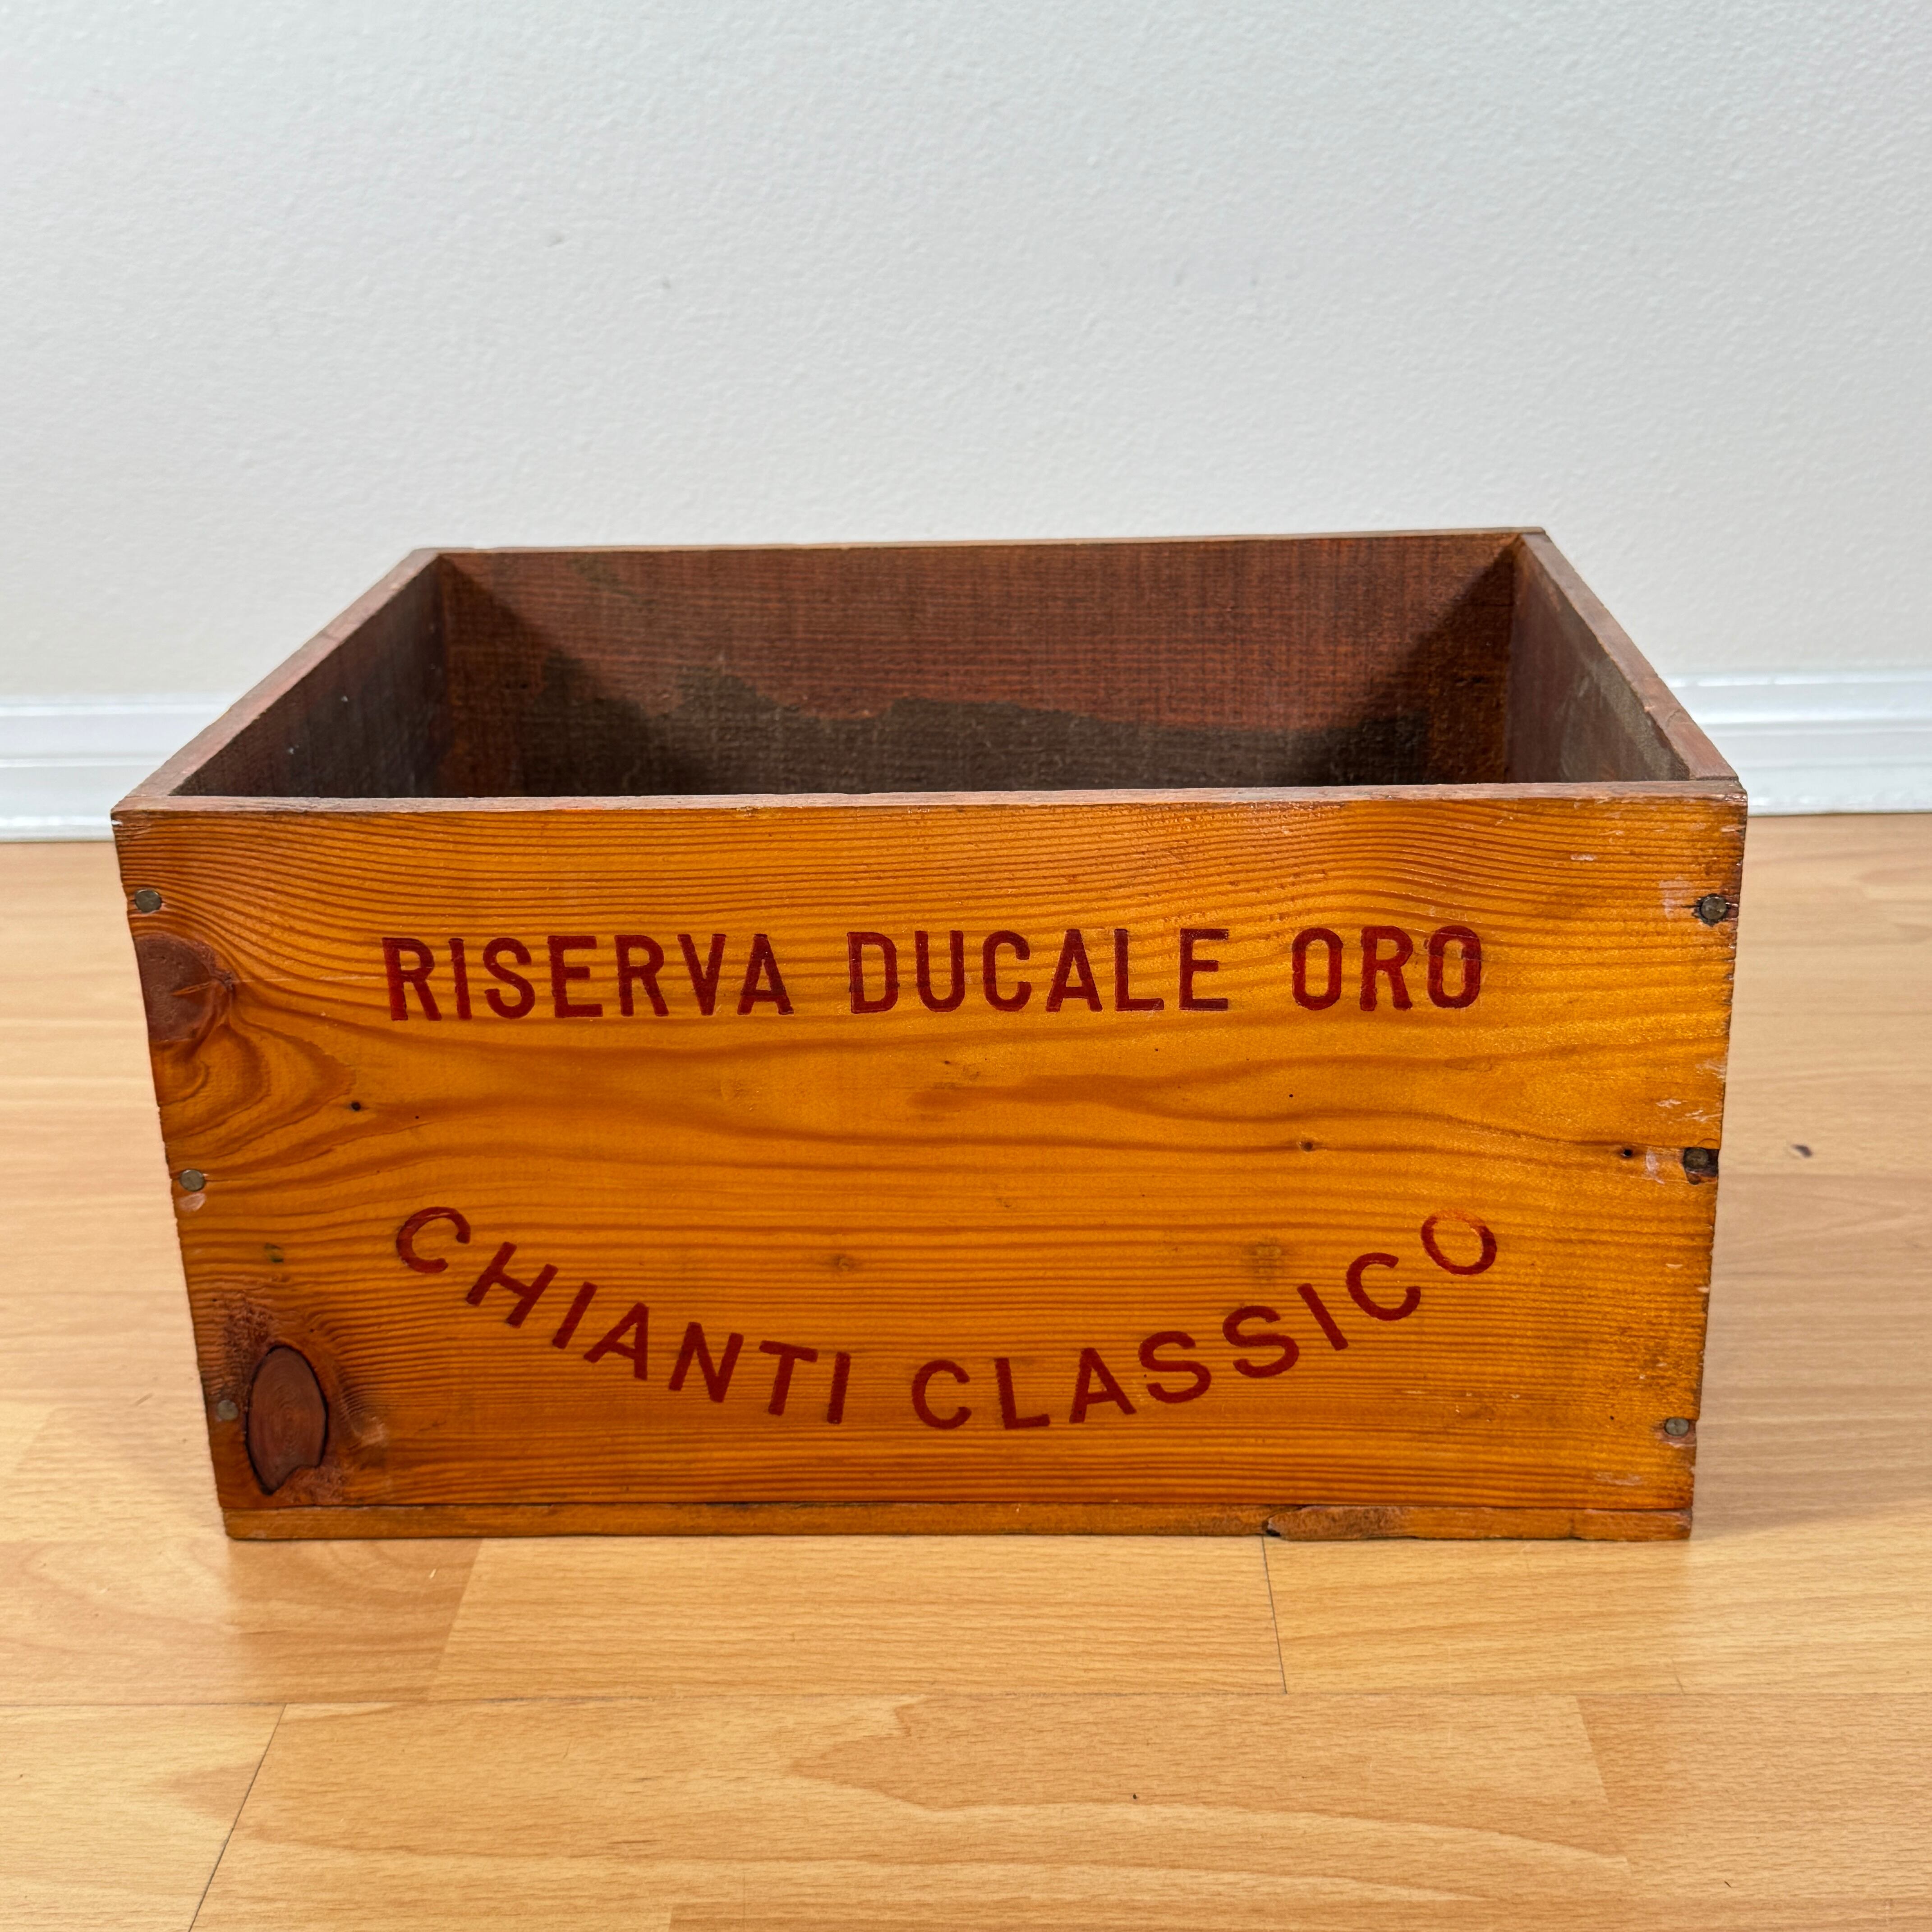 RISERVA DUCALE ORO
CHIANTI CLASSICO